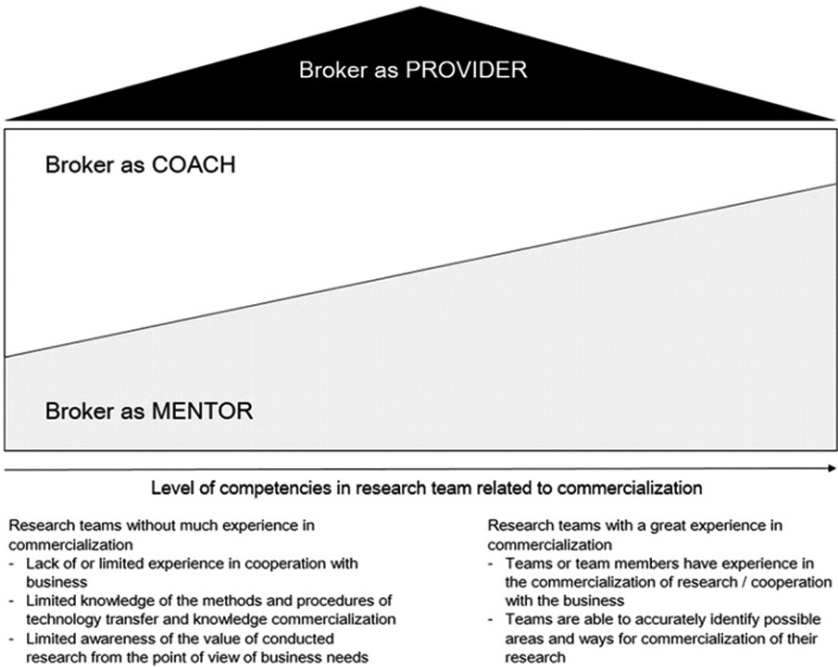 Broker as PROVIDER
Broker as COACH
Broker as MENTOR
Level of competencies in research team related to commercialization
Research teams without much experience in
commercialization
- Lack of or limited experience in cooperation with
business
- Limited knowledge of the methods and procedures of
technology transfer and knowledge commercialization
- Limited awareness of the value of conducted
research from the point of view of business needs
Research teams with a great experience in
commercialization
- Teams or team members have experience in
the commercialization of research / cooperation
with the business
- Teams are able to accurately identify possible
areas and ways for commercialization of their
research